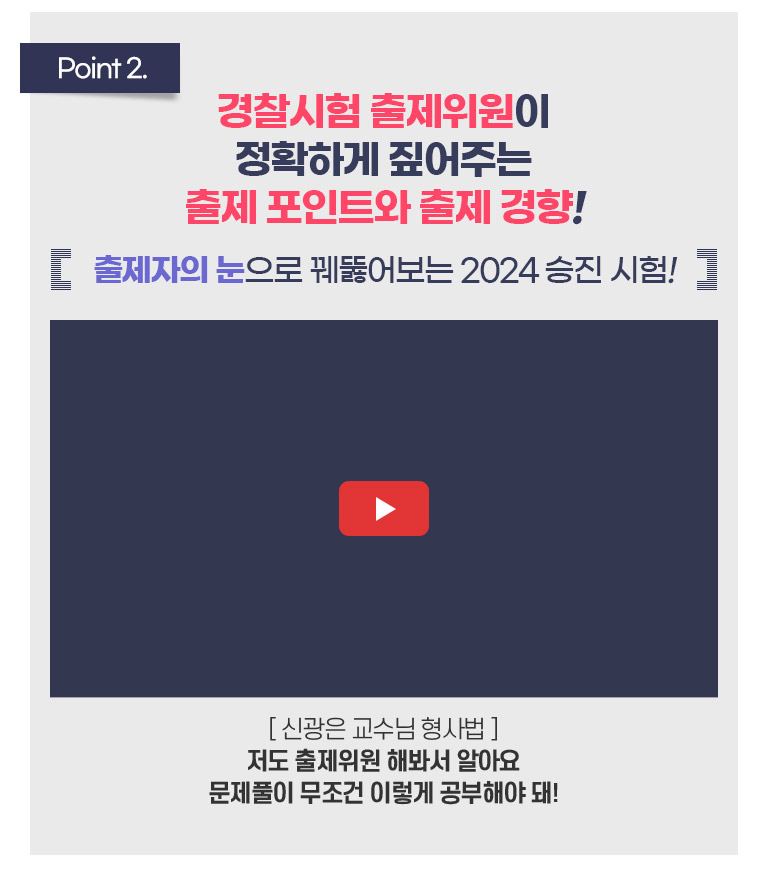 Point 2.
경찰시험 출제위원이
정확하게 짚어주는
출제 포인트와 출제 경향!
출제자의 눈으로 꿰뚫어보는 2024 승진 시험!
[ 신광은 교수님 형사법 ]
저도 출제위원 해봐서 알아요
문제풀이 무조건 이렇게 공부해야 돼!